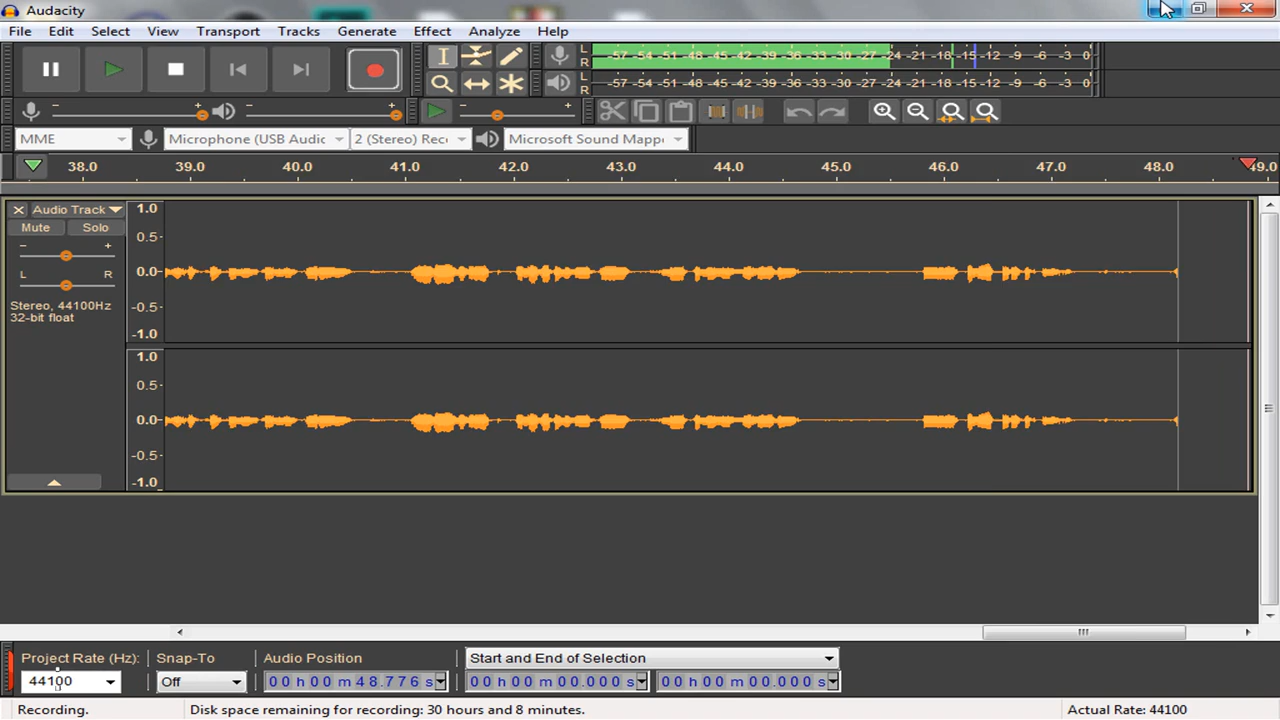 Audacity
File Edit Select View Transport Tracks Generate Effect Analyze Help
L -57 -54 -51 -48 -45 -42 -39 -36 -33 -30 -27 -24 -21 -18 -15 -12 -9 -6 -3 0
R
L -57 -54 -51 -48 -45 -42 -39 -36 -33 -30 -27 -24 -21 -18 -15 -12 -9 -6 -3 0
R
- + - + - +
MME Microphone (USB Audic 2 (Stereo) Recc Microsoft Sound Mapp
38.0 39.0 40.0 41.0 42.0 43.0 44.0 45.0 46.0 47.0 48.0 49.0
X Audio Track 1.0
Mute Solo
- + 0.5
L R 0.0
Stereo, 44100Hz -0.5
32-bit float
-1.0
1.0
0.5
0.0
-0.5
-1.0
Project Rate (Hz): Snap-To Audio Position Start and End of Selection
44100 Off 00 h 00 m 48.776 s 00 h 00 m 00.000 s 00 h 00 m 00.000 s
Recording. Disk space remaining for recording: 30 hours and 8 minutes. Actual Rate: 44100